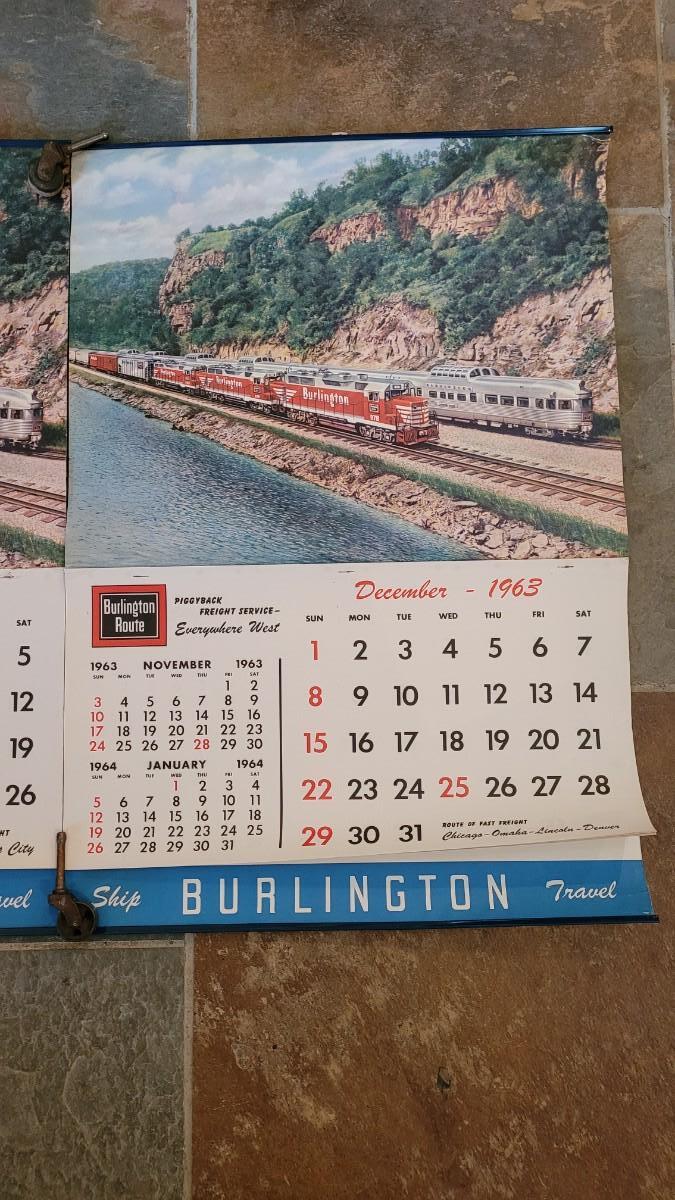 Burlington
Burlington
Burlington
978
Burlington
Route
PIGGYBACK
FREIGHT SERVICE—
Everywhere West
December - 1963
SUN MON TUE WED THU FRI SAT
1 2 3 4 5 6 7
8 9 10 11 12 13 14
15 16 17 18 19 20 21
22 23 24 25 26 27 28
29 30 31
ROUTE OF FAST FREIGHT
Chicago-Omaha-Lincoln-Denver
1963 NOVEMBER 1963
SUN MON TUE WED THU FRI SAT
1 2
3 4 5 6 7 8 9
10 11 12 13 14 15 16
17 18 19 20 21 22 23
24 25 26 27 28 29 30
1964 JANUARY 1964
SUN MON TUE WED THU FRI SAT
1 2 3 4
5 6 7 8 9 10 11
12 13 14 15 16 17 18
19 20 21 22 23 24 25
26 27 28 29 30 31
Ship BURLINGTON Travel
SAT
5
12
19
26
HT
City
avel